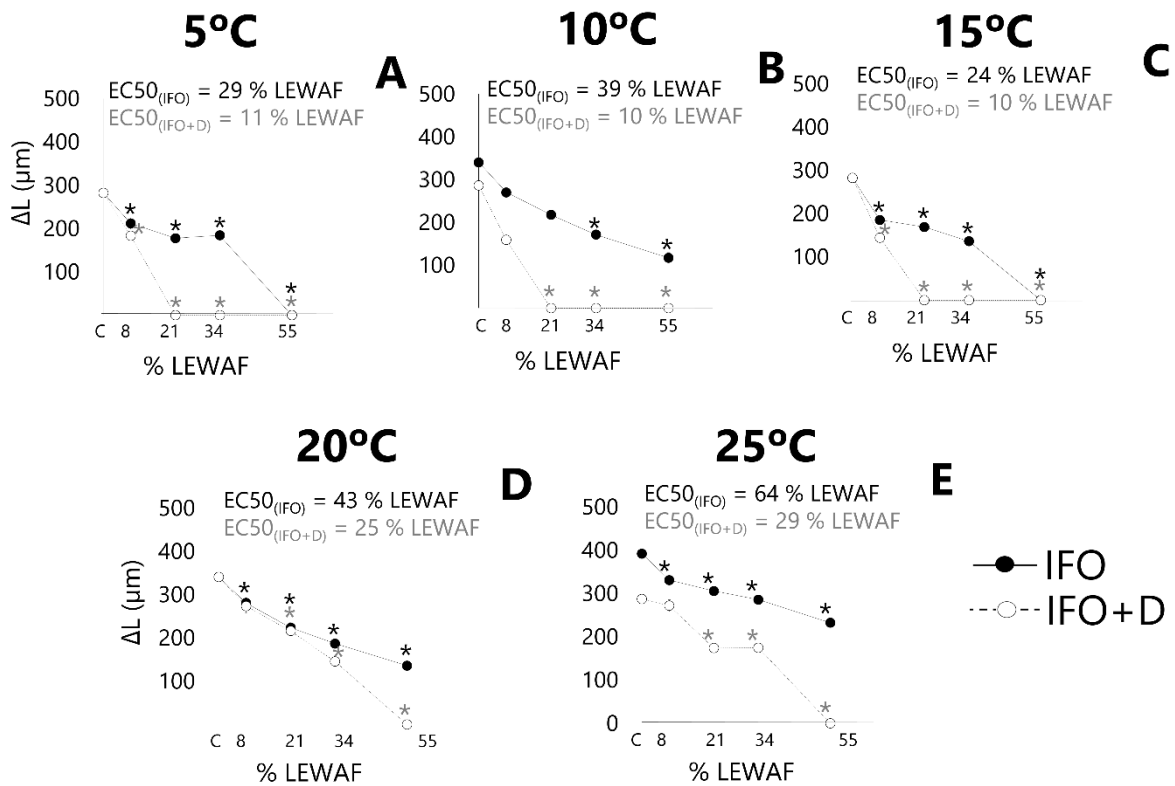 5ºC
A
EC50(IFO) = 29 % LEWAF
EC50(IFO+D) = 11 % LEWAF
500
400
300
200
100
ΔL (µm)
* * * *
* * * *
C 8 21 34 55
% LEWAF
10ºC
B
EC50(IFO) = 39 % LEWAF
EC50(IFO+D) = 10 % LEWAF
500
400
300
200
100
* *
* * *
C 8 21 34 55
% LEWAF
15ºC
C
EC50(IFO) = 24 % LEWAF
EC50(IFO+D) = 10 % LEWAF
500
400
300
200
100
* * * *
* * * *
C 8 21 34 55
% LEWAF
20ºC
D
EC50(IFO) = 43 % LEWAF
EC50(IFO+D) = 25 % LEWAF
500
400
300
200
100
ΔL (µm)
* * * *
* * *
C 8 21 34 55
% LEWAF
25ºC
E
EC50(IFO) = 64 % LEWAF
EC50(IFO+D) = 29 % LEWAF
500
400
300
200
100
0
* * * *
* * *
C 8 21 34 55
% LEWAF
IFO
IFO+D